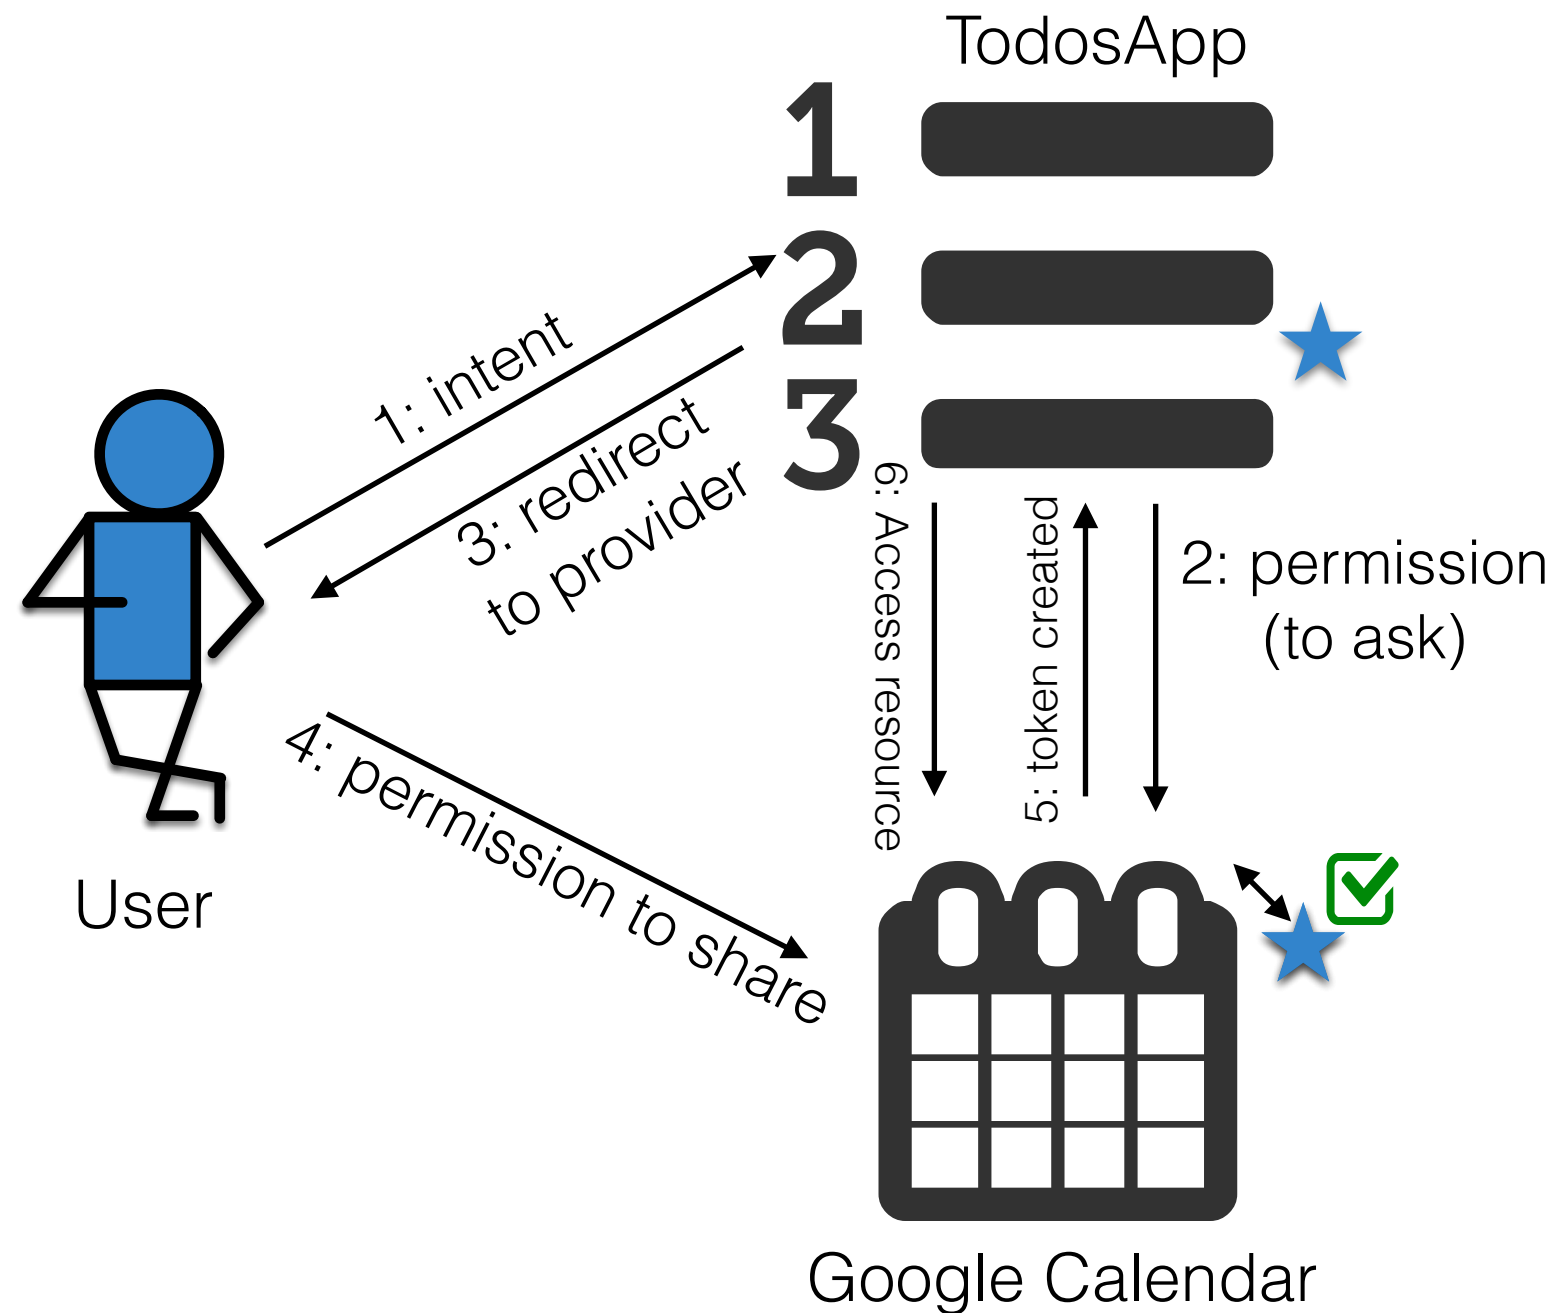 TodosApp
1
2
3
1: intent
3: redirect
to provider
6: Access resource
5: token created
2: permission
(to ask)
4: permission to share
User
Google Calendar